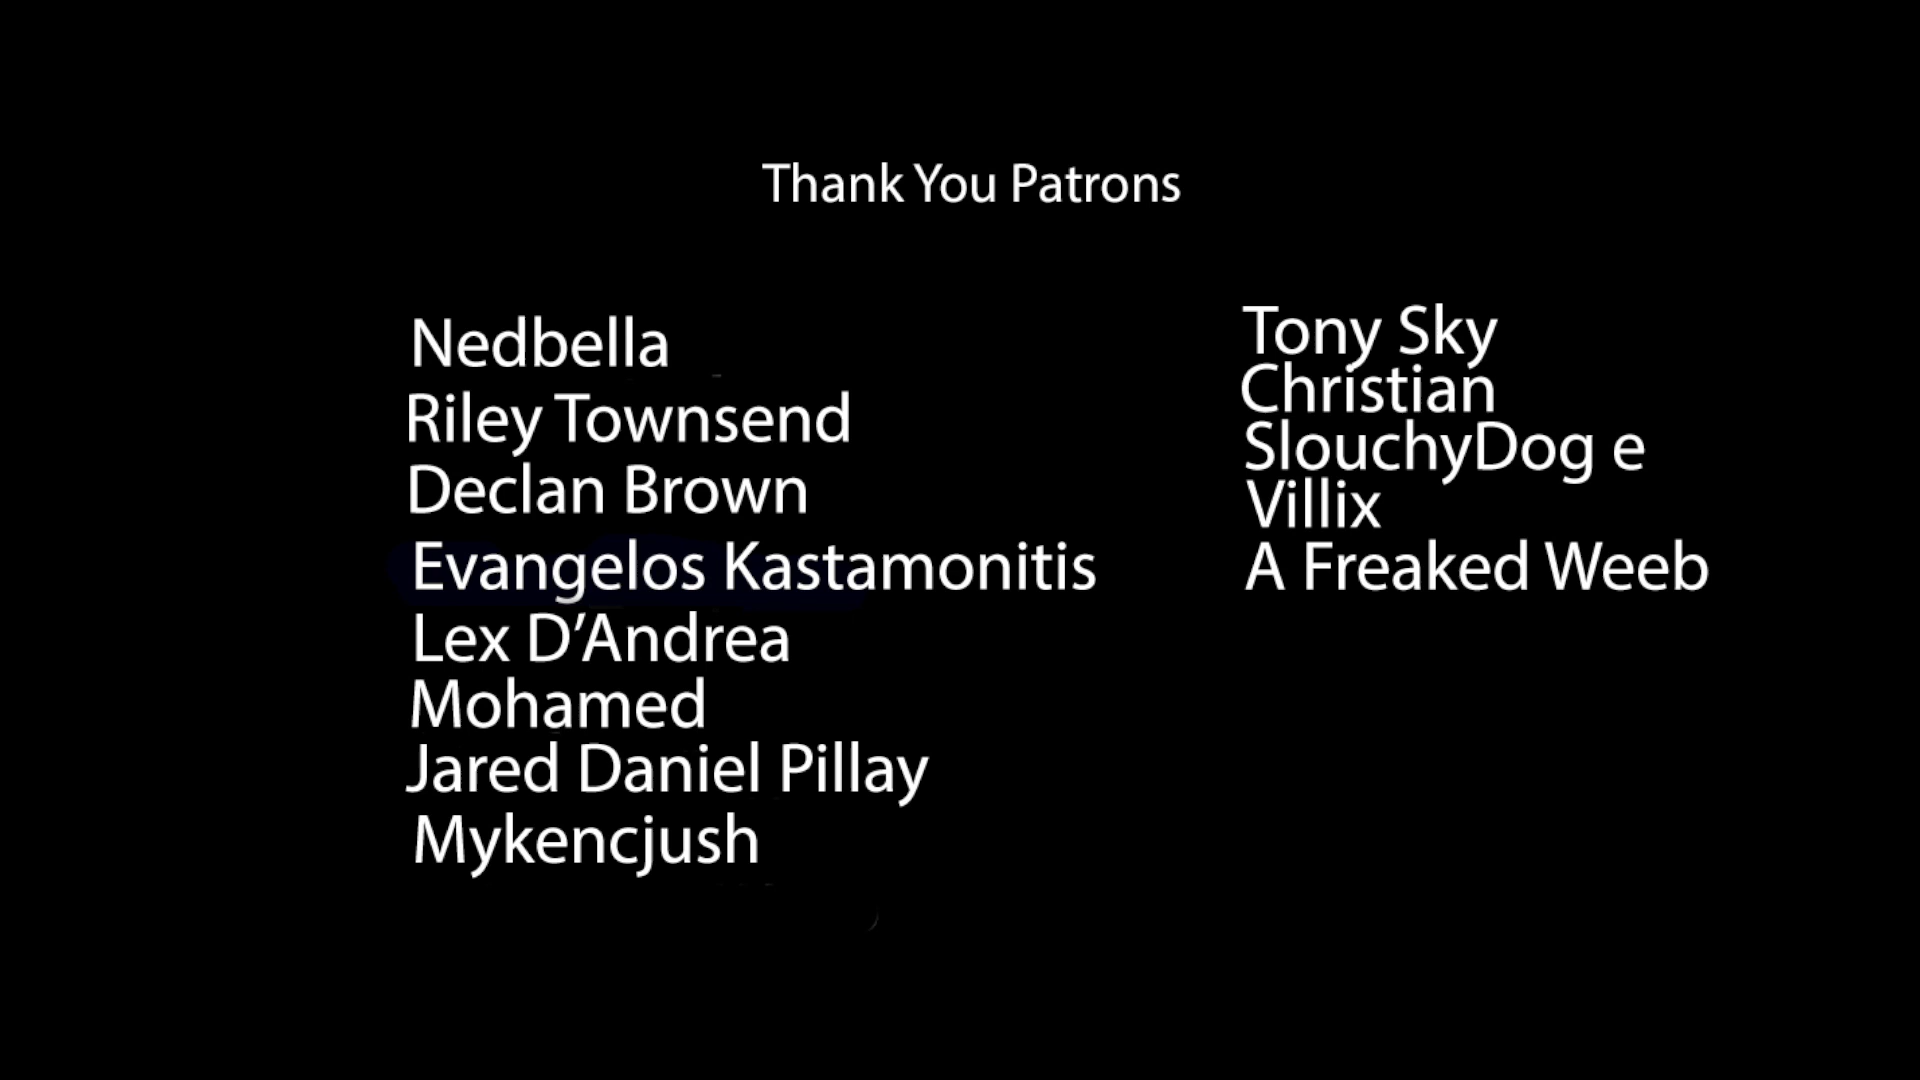 Thank You Patrons
Nedbella
Riley Townsend
Declan Brown
Evangelos Kastamonitis
Lex D’Andrea
Mohamed
Jared Daniel Pillay
Mykencjush
Tony Sky
Christian
SlouchyDog e
Villix
A Freaked Weeb